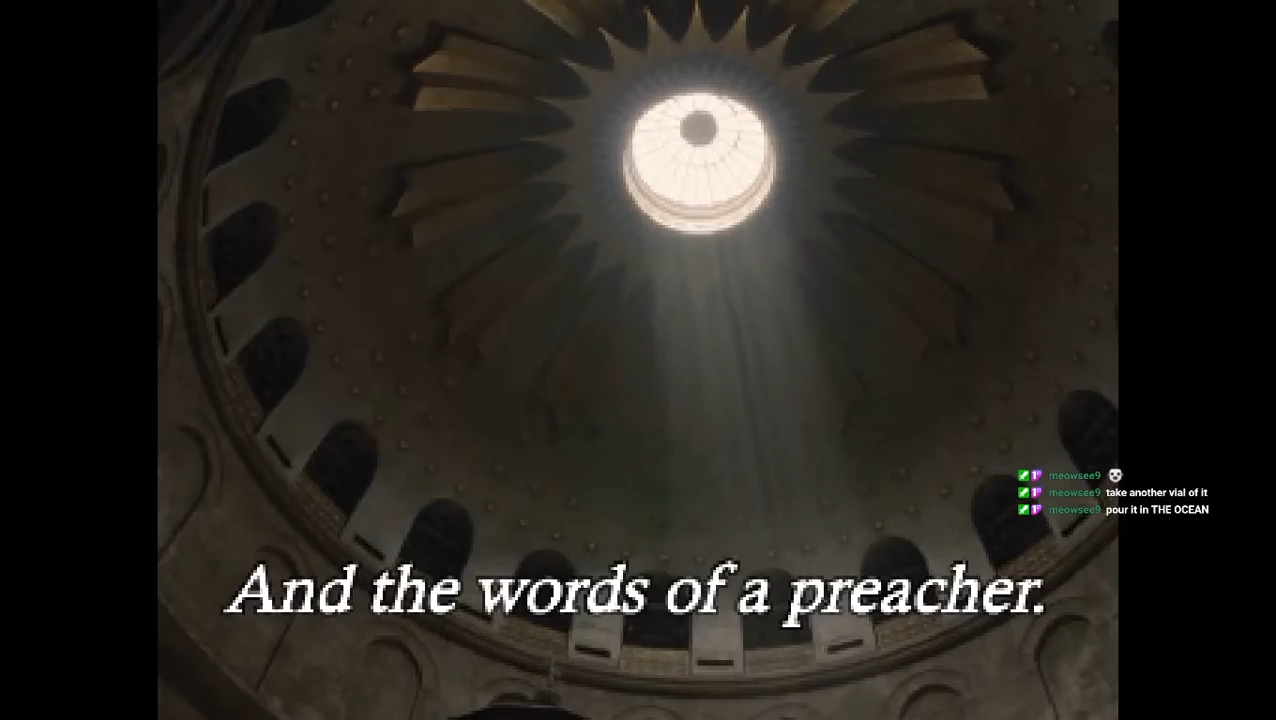 meowsee9
meowsee9 take another vial of it
meowsee9 pour it in THE OCEAN
And the words of a preacher.